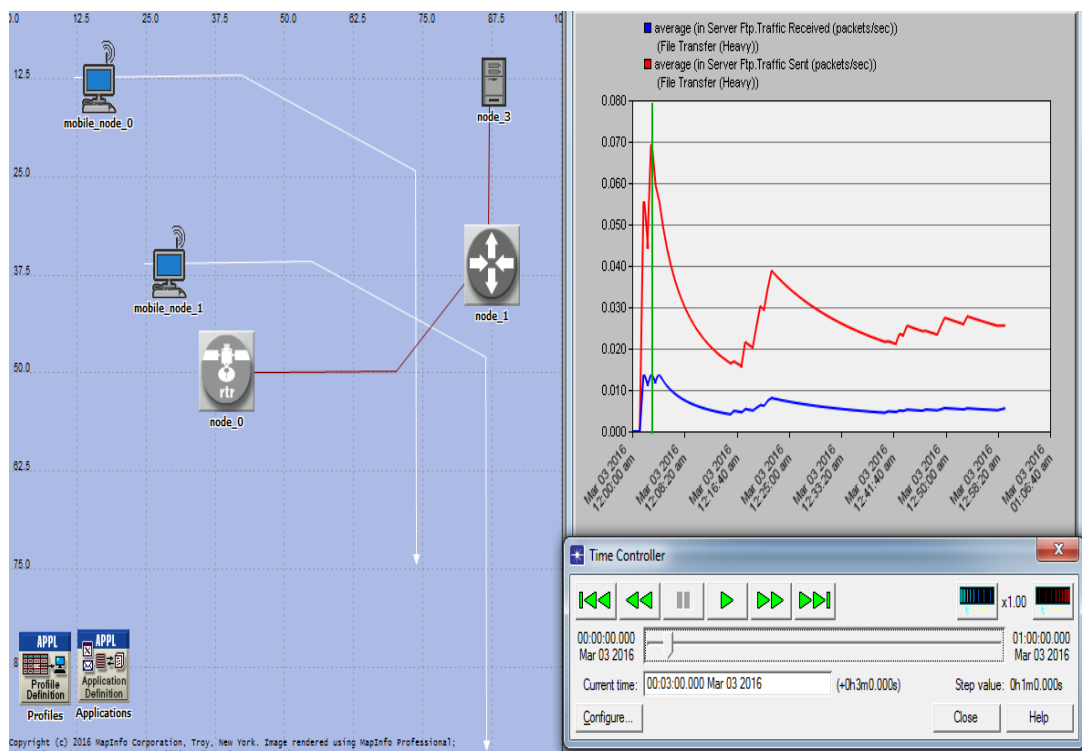 0.0 12.5 25.0 37.5 50.0 62.5 75.0 87.5 10
12.5
mobile_node_0
node_3
25.0
37.5
mobile_node_1
node_1
50.0
rtr
node_0
62.5
75.0
8
APPL
Profile
Definition
Profiles
APPL
Application
Definition
Applications
Copyright (c) 2016 MapInfo Corporation, Troy, New York. Image rendered using MapInfo Professional;
average (in Server Ftp.Traffic Received (packets/sec))
(File Transfer (Heavy))
average (in Server Ftp.Traffic Sent (packets/sec))
(File Transfer (Heavy))
0.080
0.070
0.060
0.050
0.040
0.030
0.020
0.010
0.000
Mar 03 2016
12:00:00 am
Mar 03 2016
12:08:20 am
Mar 03 2016
12:16:40 am
Mar 03 2016
12:25:00 am
Mar 03 2016
12:33:20 am
Mar 03 2016
12:41:40 am
Mar 03 2016
12:50:00 am
Mar 03 2016
12:58:20 am
Mar 03 2016
01:06:40 am
Time Controller
X
x1.00
00:00:00.000
Mar 03 2016
01:00:00.000
Mar 03 2016
Current time: 00:03:00.000 Mar 03 2016 (+0h3m0.000s) Step value: 0h1m0.000s
Configure... Close Help